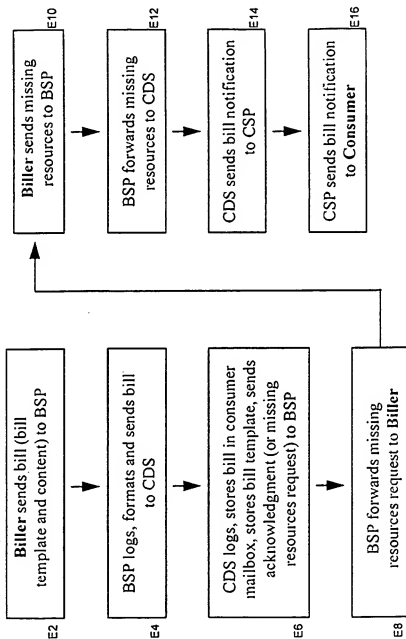 E2
Biller sends bill (bill
template and content) to BSP
E4
BSP logs, formats and sends bill
to CDS
E6
CDS logs, stores bill in consumer
mailbox, stores bill template, sends
acknowledgment (or missing
resources request) to BSP
E8
BSP forwards missing
resources request to Biller
E10
Biller sends missing
resources to BSP
E12
BSP forwards missing
resources to CDS
E14
CDS sends bill notification
to CSP
E16
CSP sends bill notification
to Consumer